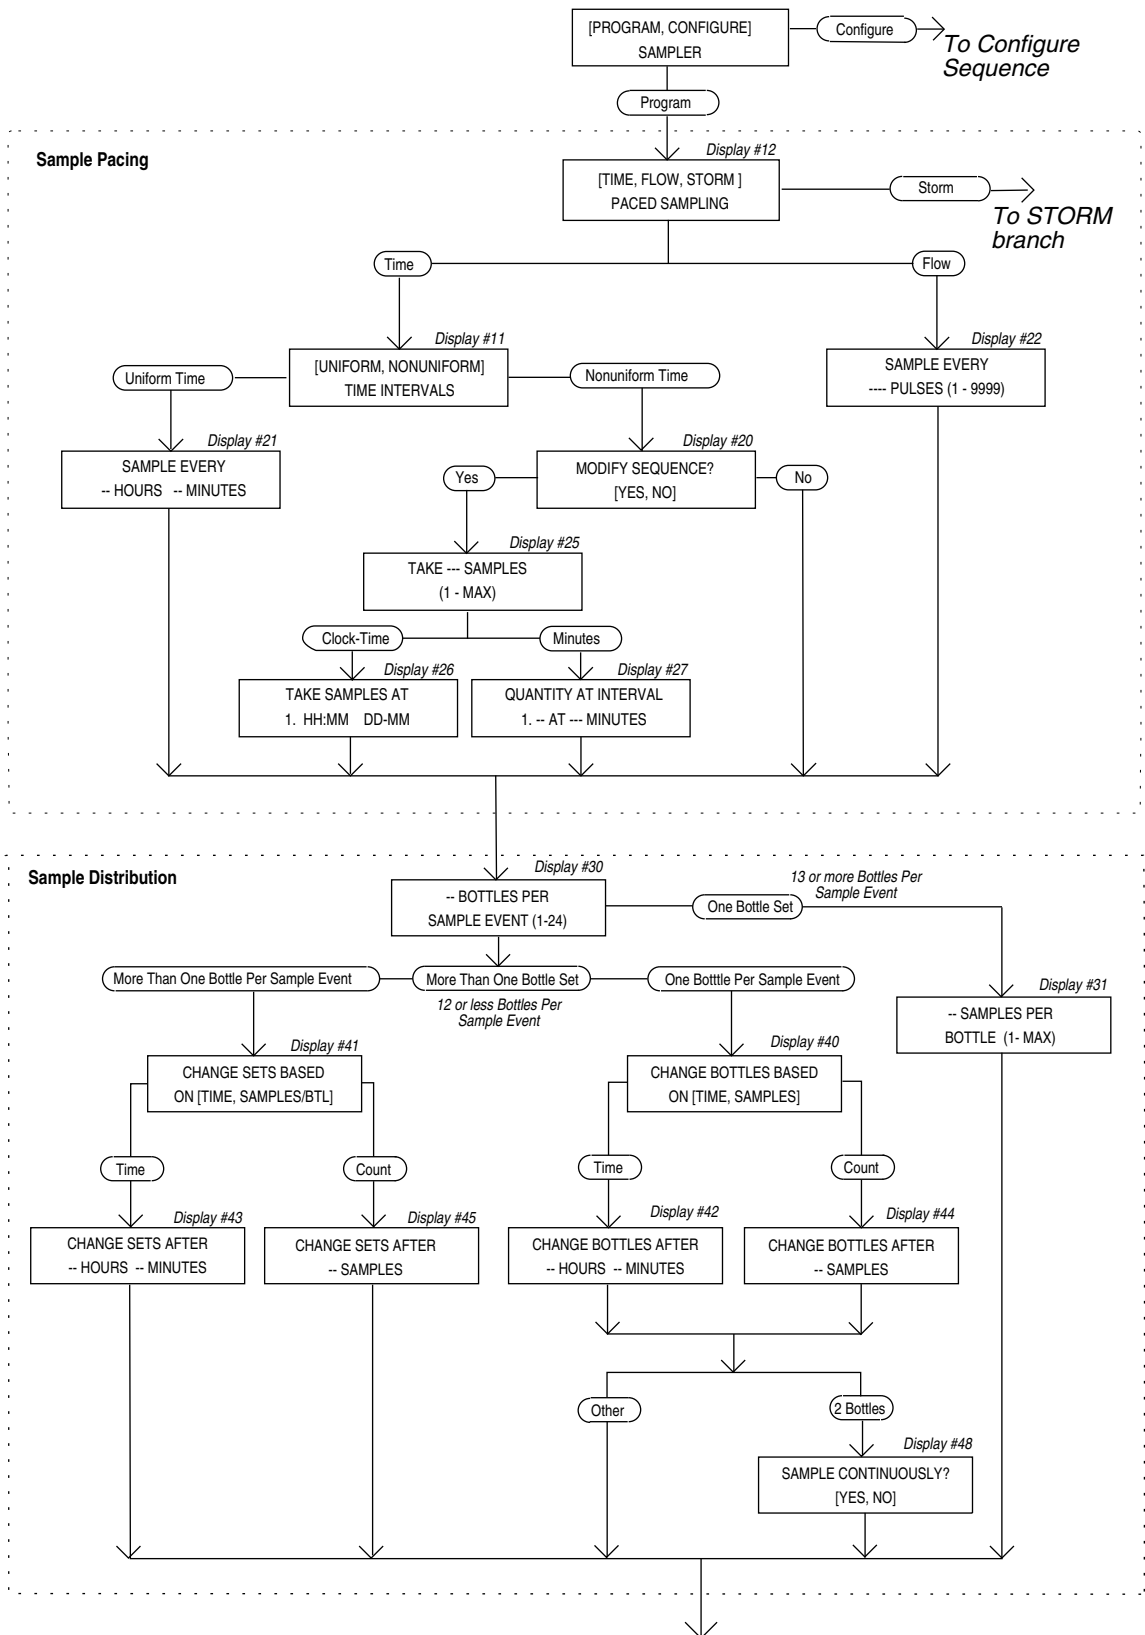 [PROGRAM, CONFIGURE]
SAMPLER
Configure
To Configure
Sequence
Program
Sample Pacing
Display #12
[TIME, FLOW, STORM ]
PACED SAMPLING
Storm
To STORM
branch
Time
Flow
Display #11
[UNIFORM, NONUNIFORM]
TIME INTERVALS
Display #22
SAMPLE EVERY
---- PULSES (1 - 9999)
Uniform Time
Nonuniform Time
Display #21
SAMPLE EVERY
-- HOURS -- MINUTES
Display #20
MODIFY SEQUENCE?
[YES, NO]
Yes
No
Display #25
TAKE --- SAMPLES
(1 - MAX)
Clock-Time
Minutes
Display #26
TAKE SAMPLES AT
1. HH:MM DD-MM
Display #27
QUANTITY AT INTERVAL
1. -- AT --- MINUTES
Sample Distribution
Display #30
-- BOTTLES PER
SAMPLE EVENT (1-24)
13 or more Bottles Per
Sample Event
One Bottle Set
More Than One Bottle Per Sample Event
More Than One Bottle Set
One Botttle Per Sample Event
12 or less Bottles Per
Sample Event
Display #31
-- SAMPLES PER
BOTTLE (1- MAX)
Display #41
CHANGE SETS BASED
ON [TIME, SAMPLES/BTL]
Display #40
CHANGE BOTTLES BASED
ON [TIME, SAMPLES]
Time
Count
Time
Count
Display #43
CHANGE SETS AFTER
-- HOURS -- MINUTES
Display #45
CHANGE SETS AFTER
-- SAMPLES
Display #42
CHANGE BOTTLES AFTER
-- HOURS -- MINUTES
Display #44
CHANGE BOTTLES AFTER
-- SAMPLES
Other
2 Bottles
Display #48
SAMPLE CONTINUOUSLY?
[YES, NO]